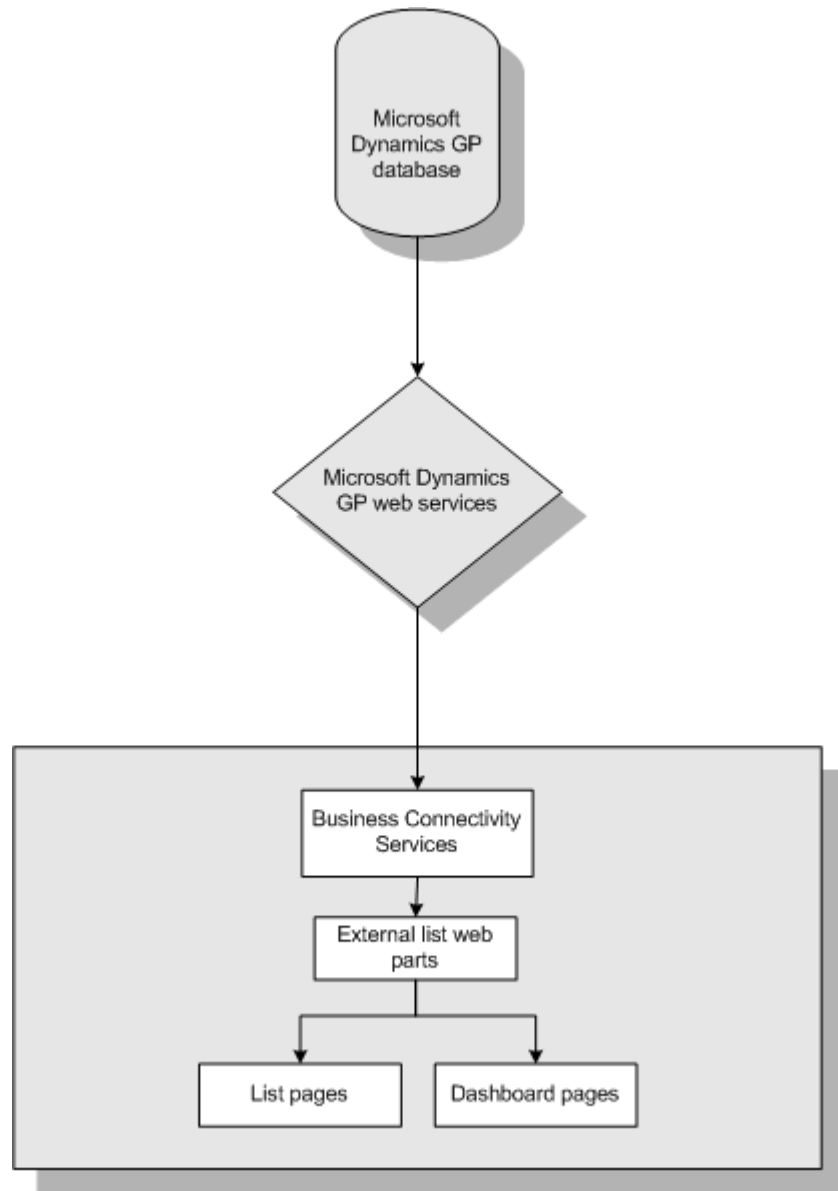 Microsoft
Dynamics GP
database
Microsoft Dynamics
GP web services
Business Connectivity
Services
External list web
parts
List pages
Dashboard pages